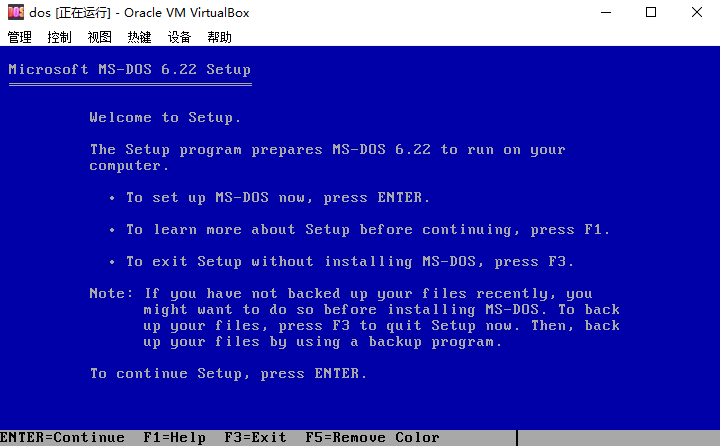 DOS dos [正在运行] - Oracle VM VirtualBox
管理 控制 视图 热键 设备 帮助
Microsoft MS-DOS 6.22 Setup
Welcome to Setup.
The Setup program prepares MS-DOS 6.22 to run on your
computer.
• To set up MS-DOS now, press ENTER.
• To learn more about Setup before continuing, press F1.
• To exit Setup without installing MS-DOS, press F3.
Note: If you have not backed up your files recently, you
might want to do so before installing MS-DOS. To back
up your files, press F3 to quit Setup now. Then, back
up your files by using a backup program.
To continue Setup, press ENTER.
ENTER=Continue F1=Help F3=Exit F5=Remove Color